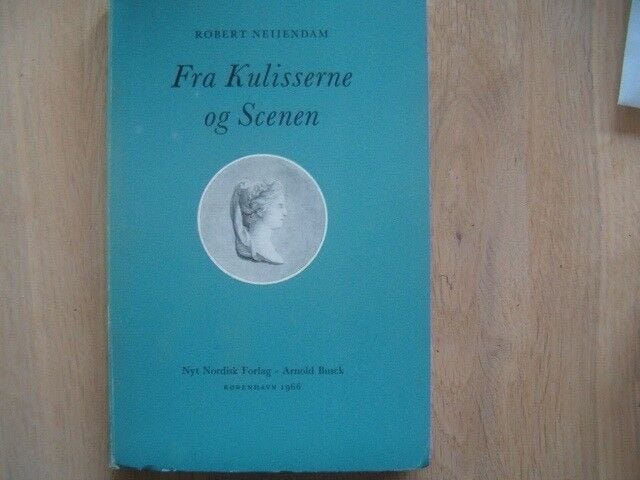 ROBERT NEIIENDAM
Fra Kulisserne
og Scenen
Nyt Nordisk Forlag - Arnold Busck
KØBENHAVN 1966